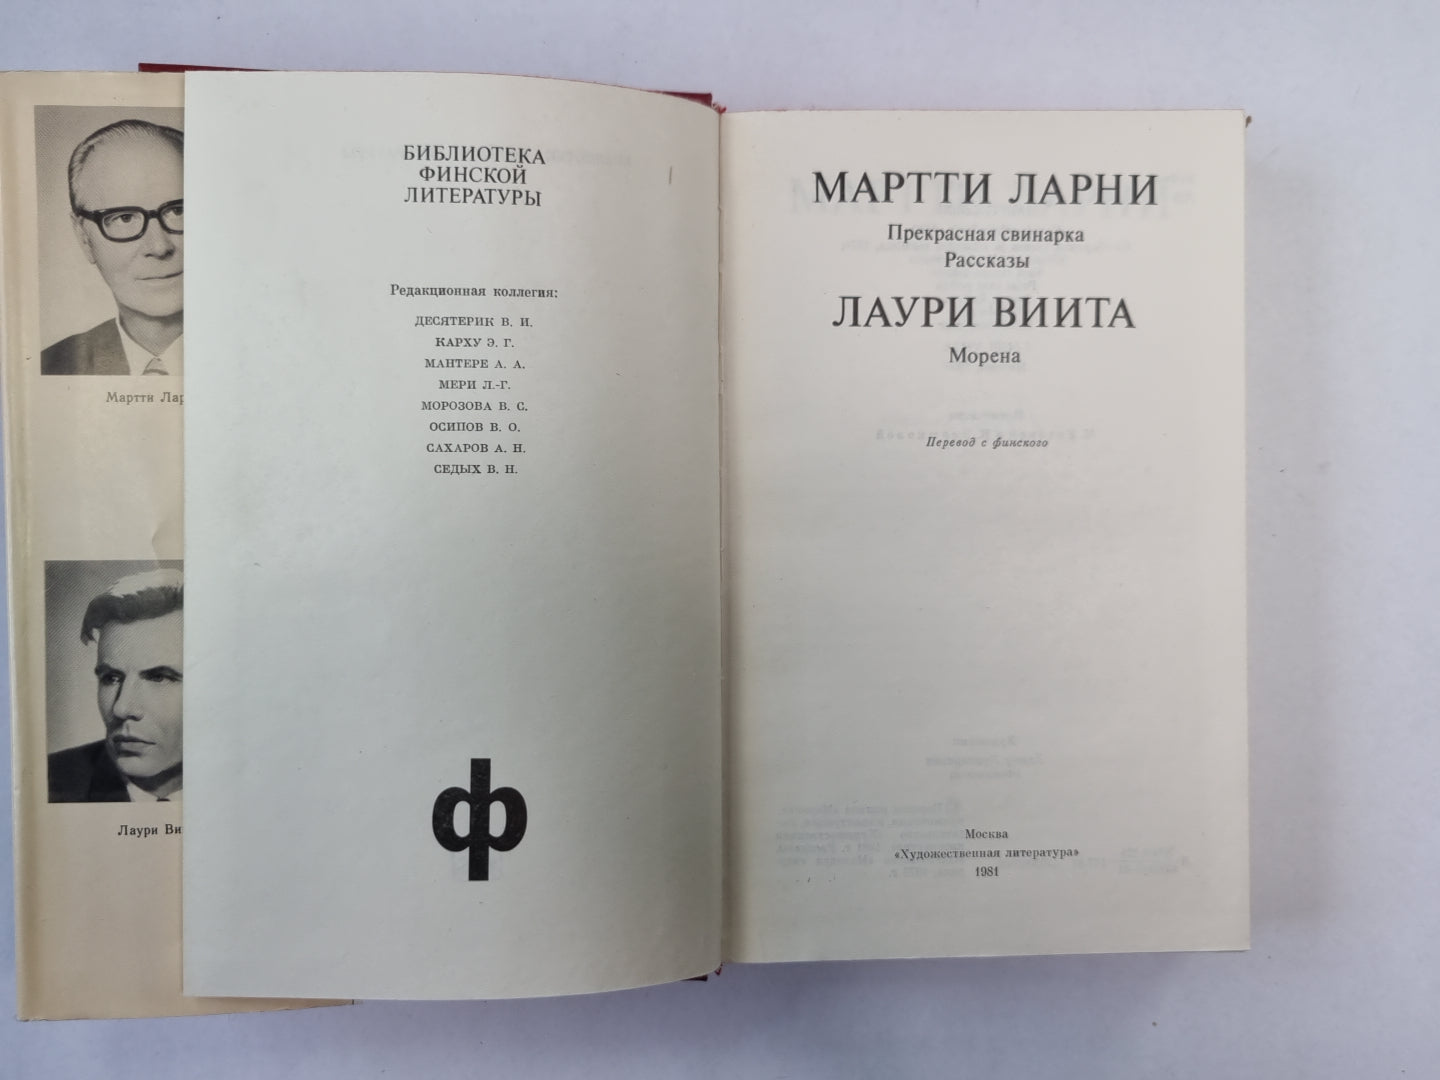 Мартти Лар
Лаури Ви
БИБЛИОТЕКА
ФИНСКОЙ
ЛИТЕРАТУРЫ
Редакционная коллегия:
ДЕСЯТЕРИК В. И.
КАРХУ Э. Г.
МАНТЕРЕ А. А.
МЕРИ Л.-Г.
МОРОЗОВА В. С.
ОСИПОВ В. О.
САХАРОВ А. Н.
СЕДЫХ В. Н.
ф
МАРТТИ ЛАРНИ
Прекрасная свинарка
Рассказы
ЛАУРИ ВИИТА
Морена
Перевод с финского
Москва
«Художественная литература»
1981